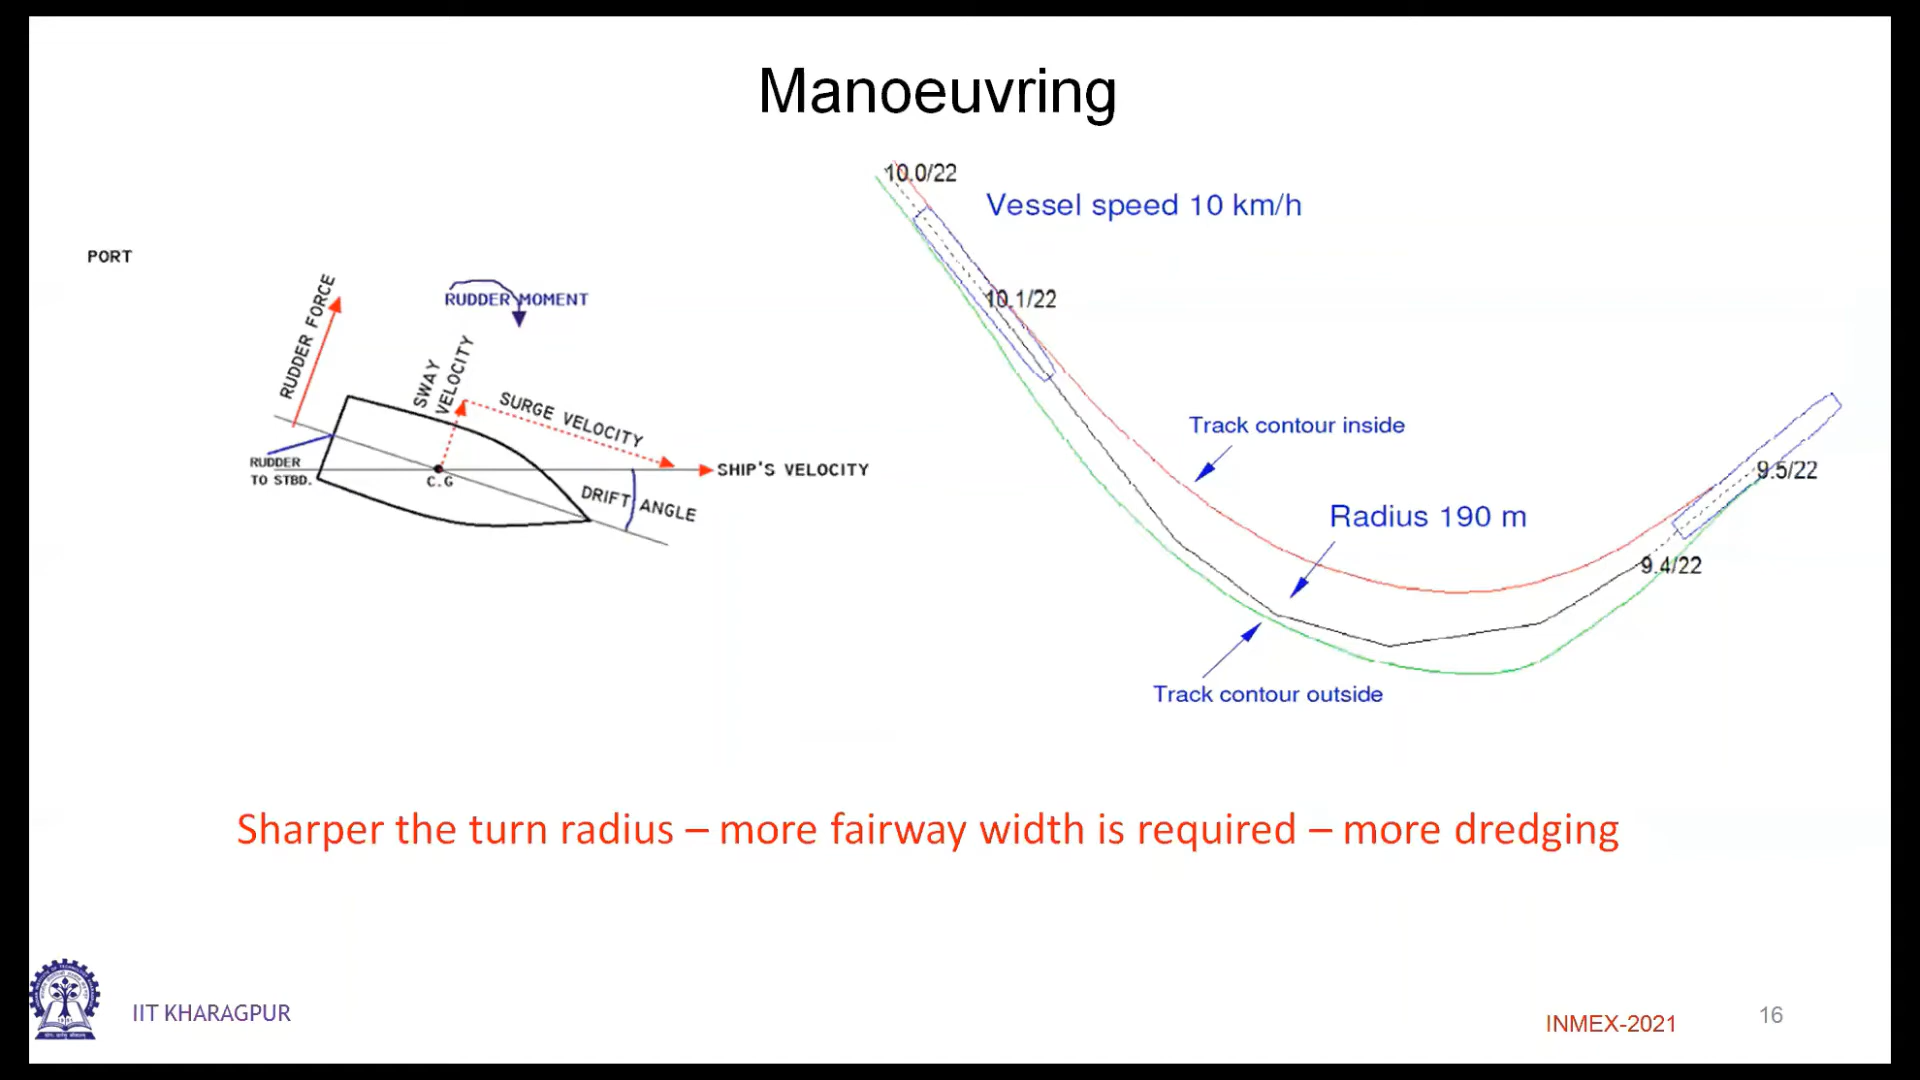 Manoeuvring
10.0/22
Vessel speed 10 km/h
PORT
RUDDER FORCE
RUDDER MOMENT
10.1/22
SWAY
VELOCITY
SURGE VELOCITY
Track contour inside
RUDDER
TO STBD.
C.G
SHIP'S VELOCITY
9.5/22
DRIFT ANGLE
Radius 190 m
9.4/22
Track contour outside
Sharper the turn radius – more fairway width is required – more dredging
IIT KHARAGPUR
INMEX-2021
16